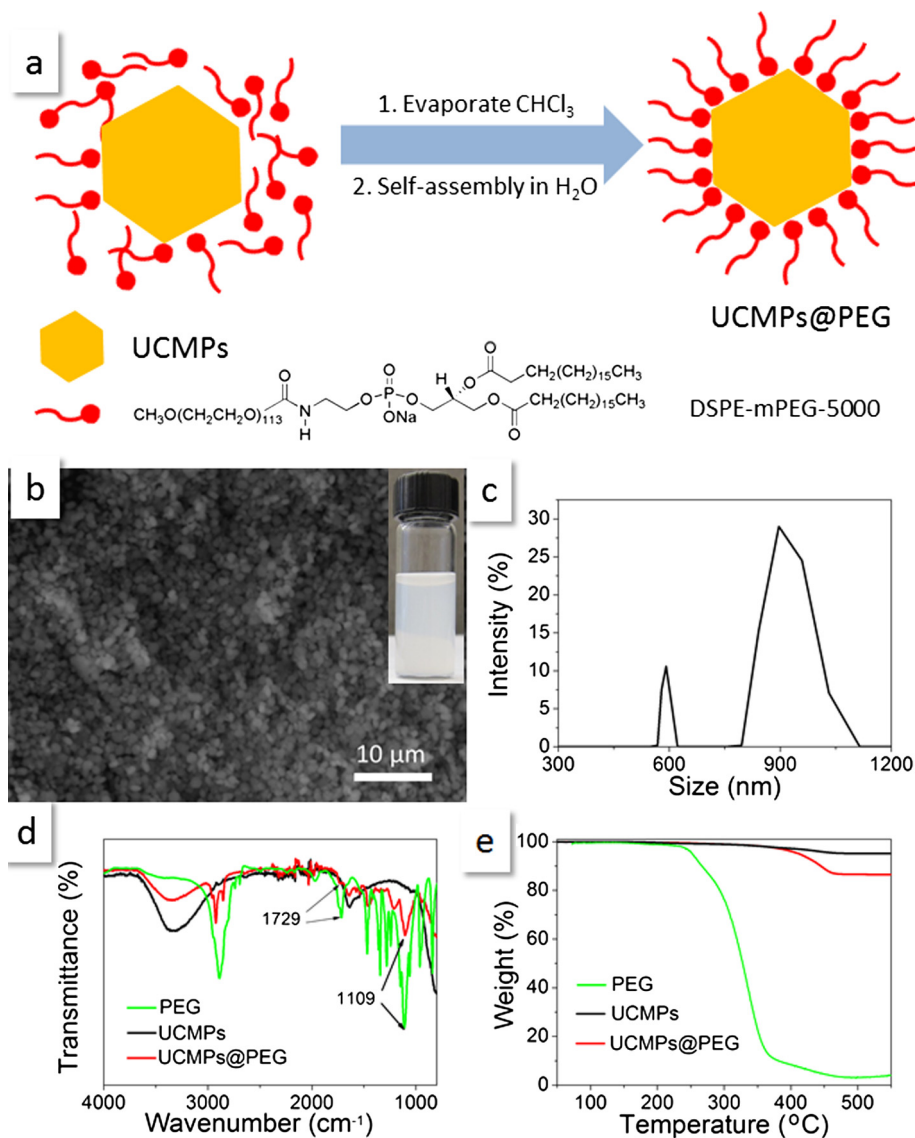 a
1. Evaporate CHCl₃
2. Self-assembly in H₂O
UCMPs@PEG
UCMPs
CH₃O(CH₂CH₂O)₁₁₃
O
N
H
O
O
P
ONa
O
H
O
O
CH₂(CH₂)₁₅CH₃
O
O
CH₂(CH₂)₁₅CH₃
DSPE-mPEG-5000
b
10 µm
c
Intensity (%)
30
25
20
15
10
5
0
300 600 900 1200
Size (nm)
d
Transmittance (%)
1729
1109
PEG
UCMPs
UCMPs@PEG
4000 3000 2000 1000
Wavenumber (cm⁻¹)
e
Weight (%)
100
80
60
40
20
0
PEG
UCMPs
UCMPs@PEG
100 200 300 400 500
Temperature (°C)